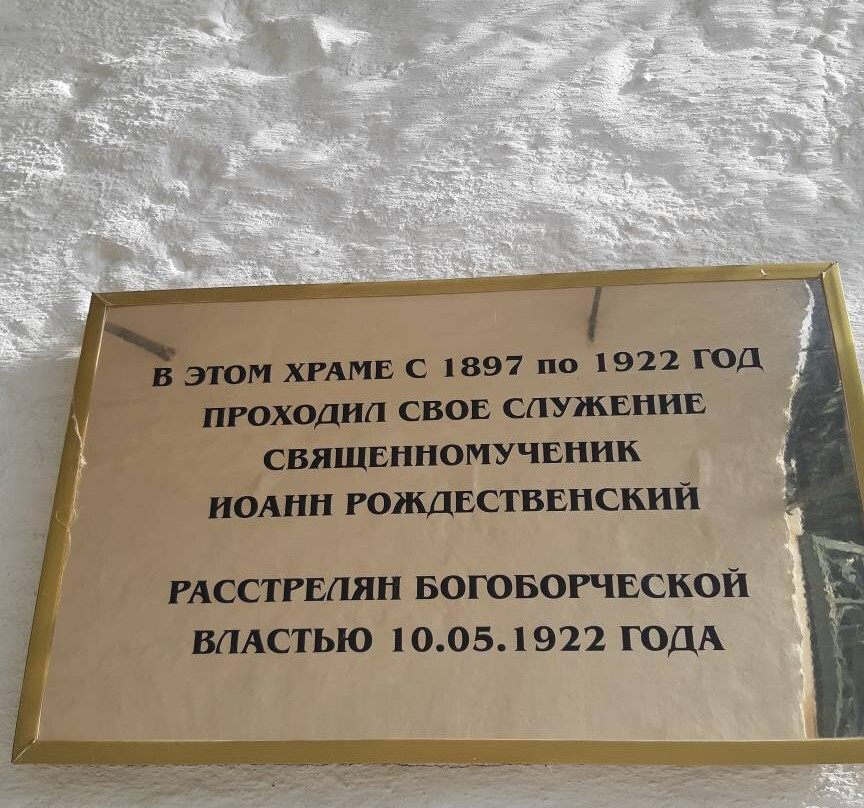 В ЭТОМ ХРАМЕ С 1897 по 1922 ГОД
ПРОХОДИЛ СВОЕ СЛУЖЕНИЕ
СВЯЩЕННОМУЧЕНИК
ИОАНН РОЖДЕСТВЕНСКИЙ
РАССТРЕЛЯН БОГОБОРЧЕСКОЙ
ВЛАСТЬЮ 10.05.1922 ГОДА